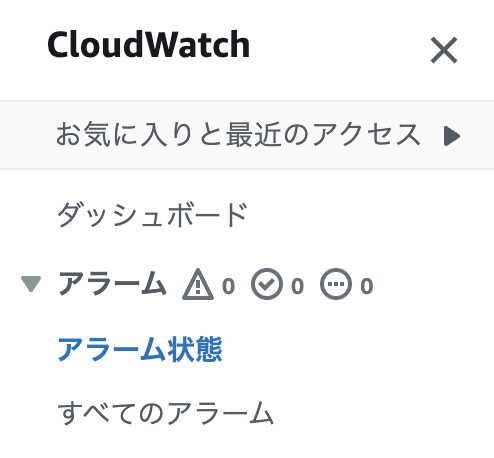 CloudWatch
お気に入りと最近のアクセス
ダッシュボード
アラーム 0 0 0
アラーム状態
すべてのアラーム